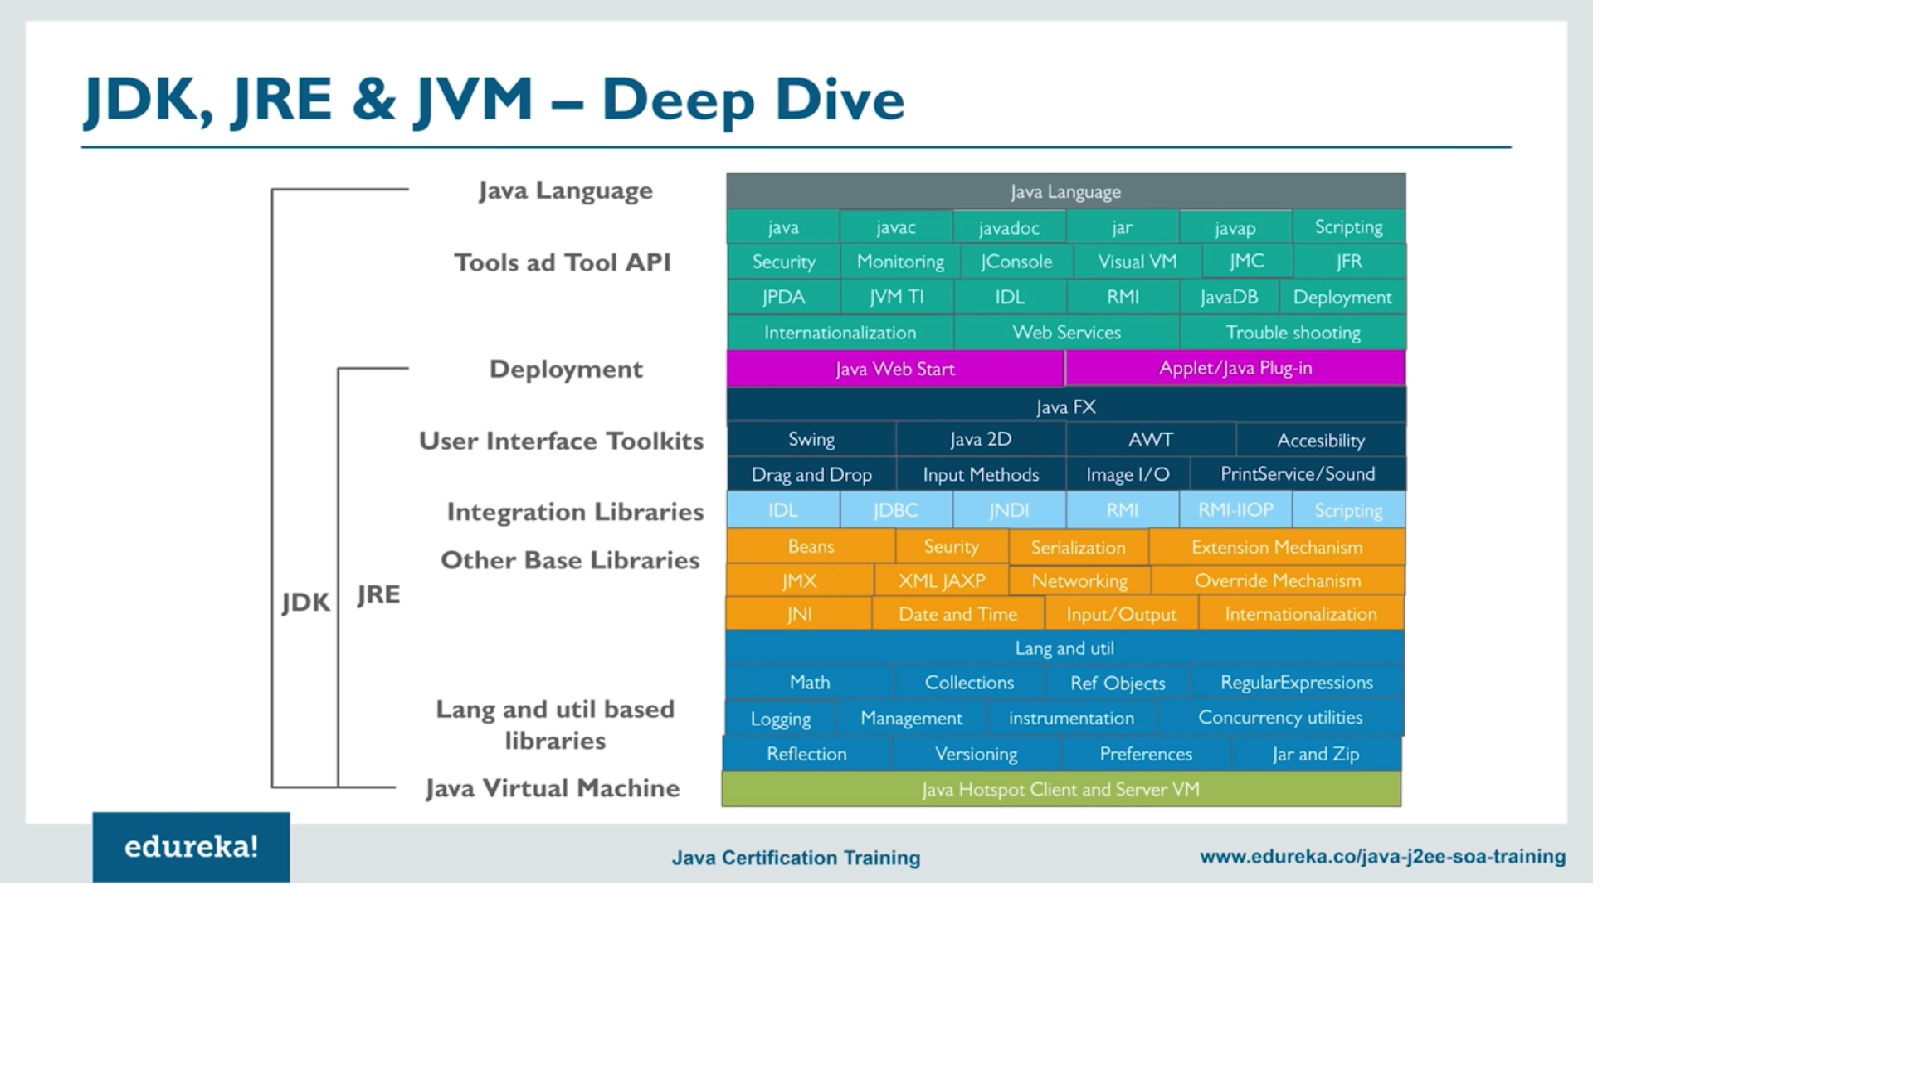 JDK, JRE & JVM – Deep Dive
Java Language
Java Language
java javac javadoc jar javap Scripting
Tools ad Tool API
Security Monitoring JConsole Visual VM JMC JFR
JPDA JVM TI IDL RMI JavaDB Deployment
Internationalization Web Services Trouble shooting
Deployment
Java Web Start Applet/Java Plug-in
Java FX
User Interface Toolkits
Swing Java 2D AWT Accesibility
Drag and Drop Input Methods Image I/O PrintService/Sound
Integration Libraries
IDL JDBC JNDI RMI RMI-IIOP Scripting
Other Base Libraries
Beans Seurity Serialization Extension Mechanism
JMX XML JAXP Networking Override Mechanism
JDK JRE
JNI Date and Time Input/Output Internationalization
Lang and util
Math Collections Ref Objects RegularExpressions
Lang and util based
libraries
Logging Management instrumentation Concurrency utilities
Reflection Versioning Preferences Jar and Zip
Java Virtual Machine
Java Hotspot Client and Server VM
edureka!
Java Certification Training
www.edureka.co/java-j2ee-soa-training